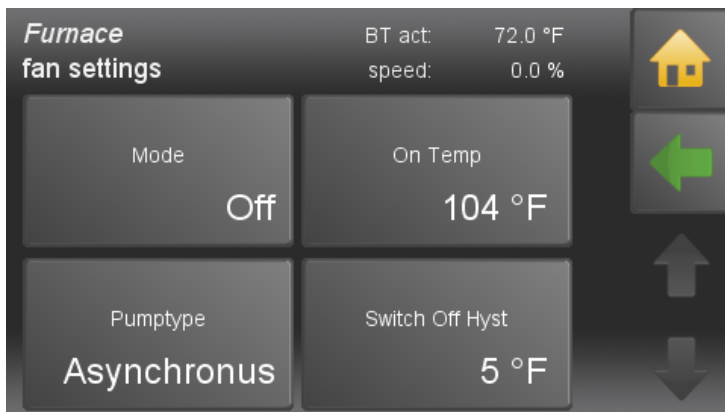 Furnace
BT act: 72.0 °F
fan settings
speed: 0.0 %
Mode
Off
On Temp
104 °F
Pumptype
Asynchronus
Switch Off Hyst
5 °F